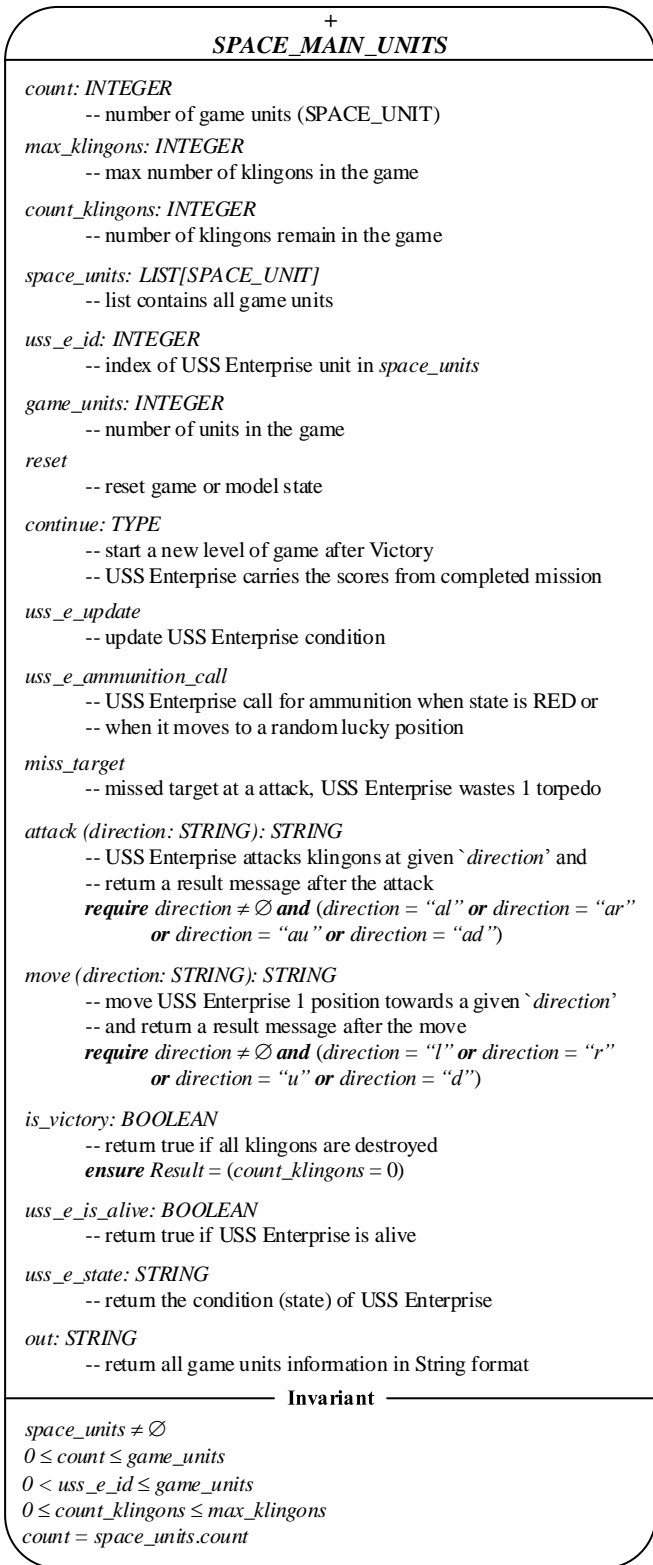 +
SPACE_MAIN_UNITS
count: INTEGER
-- number of game units (SPACE_UNIT)
max_klingons: INTEGER
-- max number of klingons in the game
count_klingons: INTEGER
-- number of klingons remain in the game
space_units: LIST[SPACE_UNIT]
-- list contains all game units
uss_e_id: INTEGER
-- index of USS Enterprise unit in space_units
game_units: INTEGER
-- number of units in the game
reset
-- reset game or model state
continue: TYPE
-- start a new level of game after Victory
-- USS Enterprise carries the scores from completed mission
uss_e_update
-- update USS Enterprise condition
uss_e_ammunition_call
-- USS Enterprise call for ammunition when state is RED or
-- when it moves to a random lucky position
miss_target
-- missed target at a attack, USS Enterprise wastes 1 torpedo
attack (direction: STRING): STRING
-- USS Enterprise attacks klingons at given `direction’ and
-- return a result message after the attack
require direction ≠ ∅ and (direction = “al” or direction = “ar”
or direction = “au” or direction = “ad”)
move (direction: STRING): STRING
-- move USS Enterprise 1 position towards a given `direction’
-- and return a result message after the move
require direction ≠ ∅ and (direction = “l” or direction = “r”
or direction = “u” or direction = “d”)
is_victory: BOOLEAN
-- return true if all klingons are destroyed
ensure Result = (count_klingons = 0)
uss_e_is_alive: BOOLEAN
-- return true if USS Enterprise is alive
uss_e_state: STRING
-- return the condition (state) of USS Enterprise
out: STRING
-- return all game units information in String format
Invariant
space_units ≠ ∅
0 ≤ count ≤ game_units
0 < uss_e_id ≤ game_units
0 ≤ count_klingons ≤ max_klingons
count = space_units.count